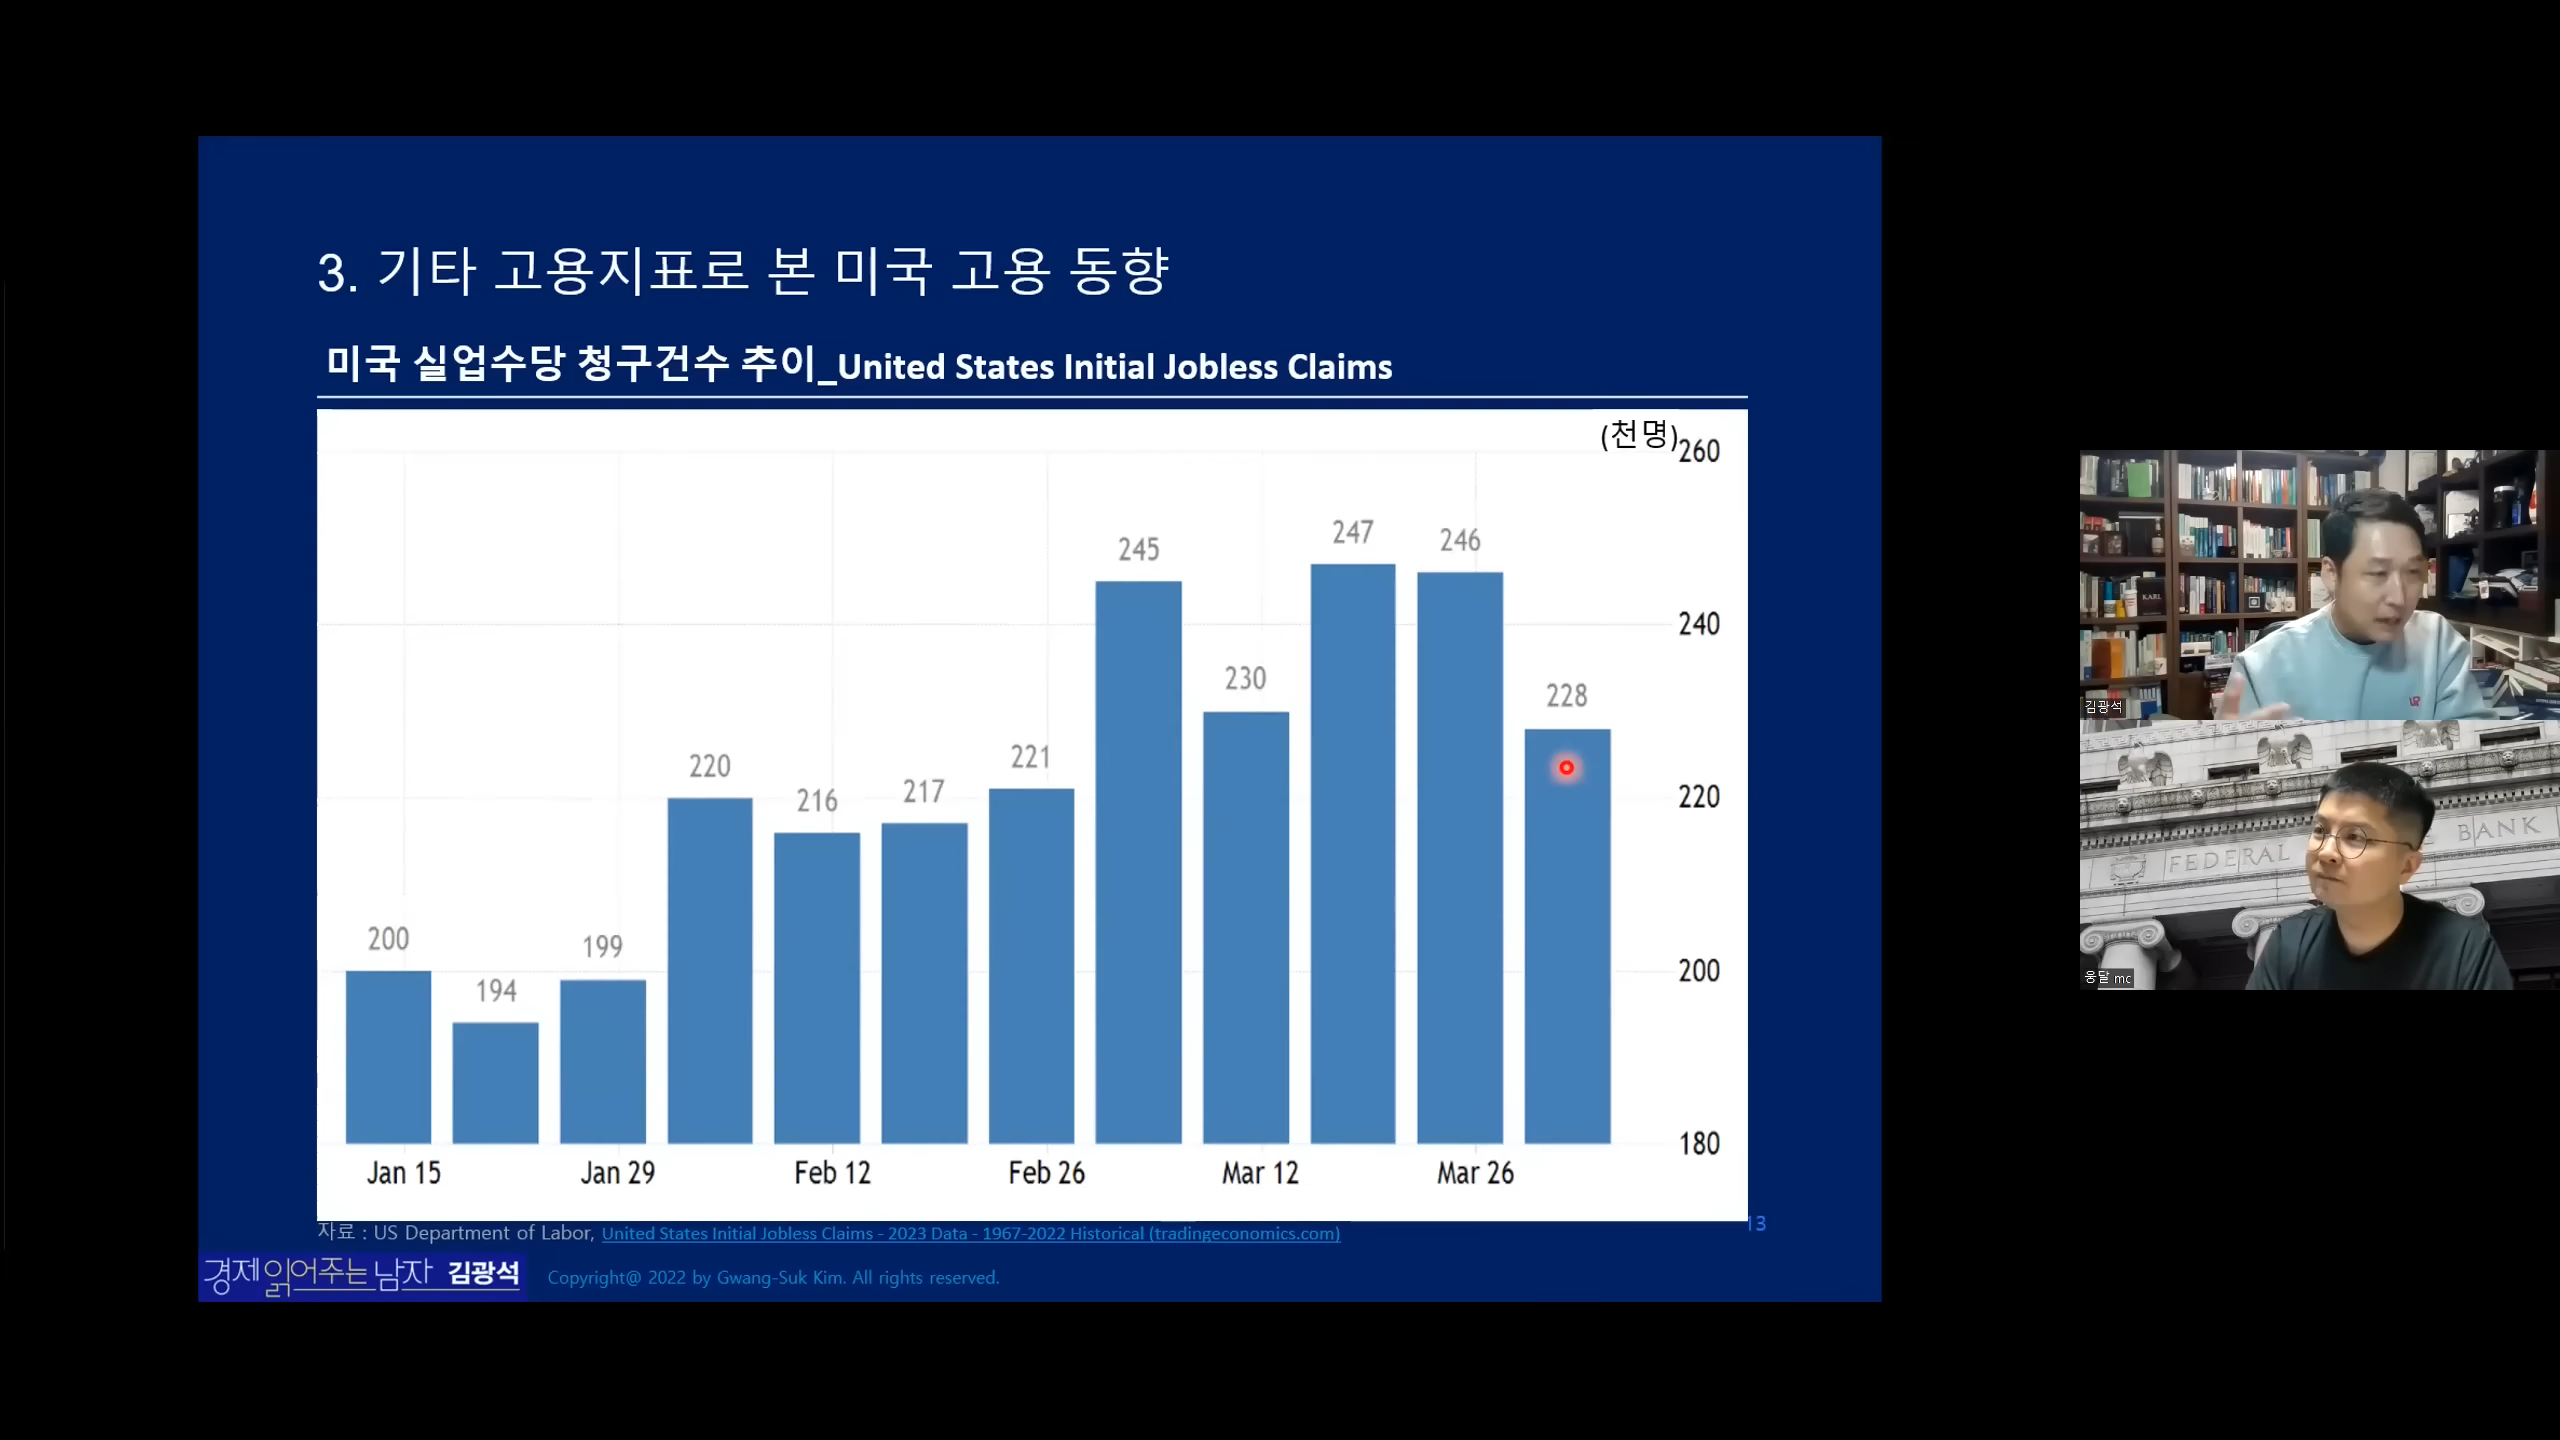 3. 기타 고용지표로 본 미국 고용 동향
미국 실업수당 청구건수 추이_United States Initial Jobless Claims
(천명)
260
240
220
200
180
200
194
199
220
216
217
221
245
230
247
246
228
Jan 15
Jan 29
Feb 12
Feb 26
Mar 12
Mar 26
자료 : US Department of Labor, United States Initial Jobless Claims - 2023 Data - 1967-2022 Historical (tradingeconomics.com)
13
경제 읽어주는 남자 김광석
Copyright@ 2022 by Gwang-Suk Kim. All rights reserved.
KARL
김광석
FEDERAL
BANK
웅달 mc